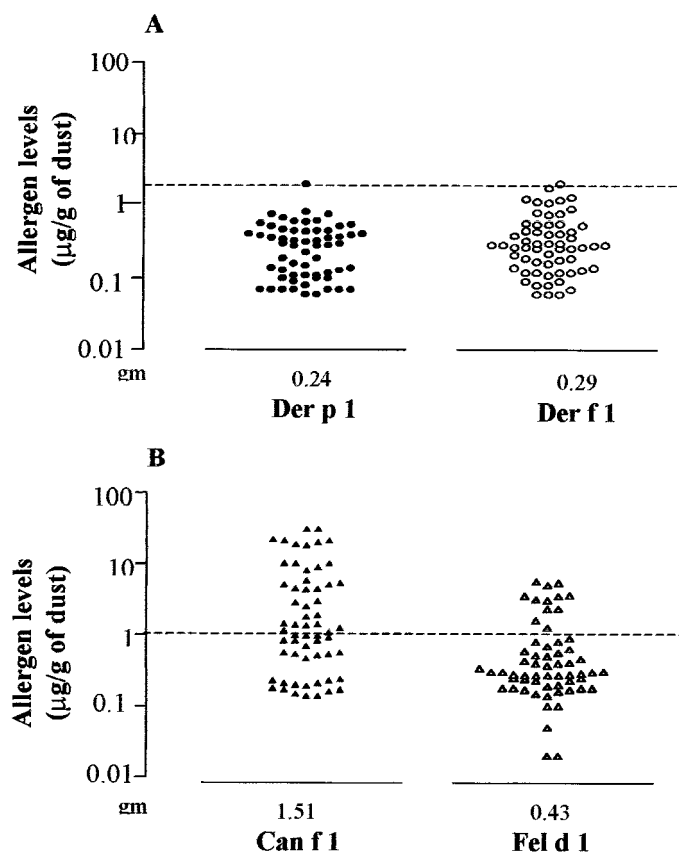 A
Allergen levels
(µg/g of dust)
100
10
1
0.1
0.01
gm
0.24
0.29
Der p 1
Der f 1
B
Allergen levels
(µg/g of dust)
100
10
1
0.1
0.01
gm
1.51
0.43
Can f 1
Fel d 1